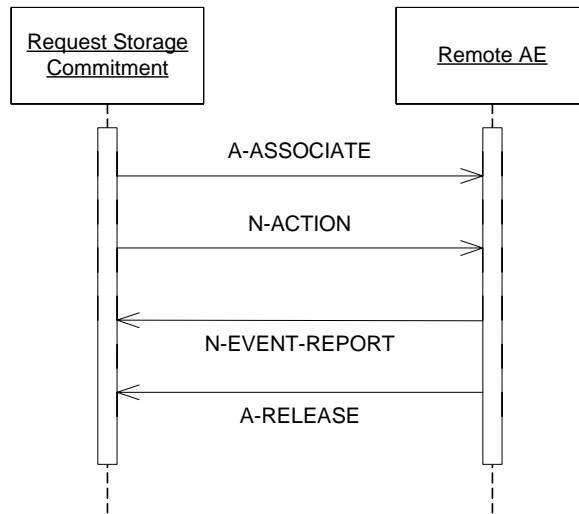 Request Storage
Commitment
Remote AE
A-ASSOCIATE
N-ACTION
N-EVENT-REPORT
A-RELEASE